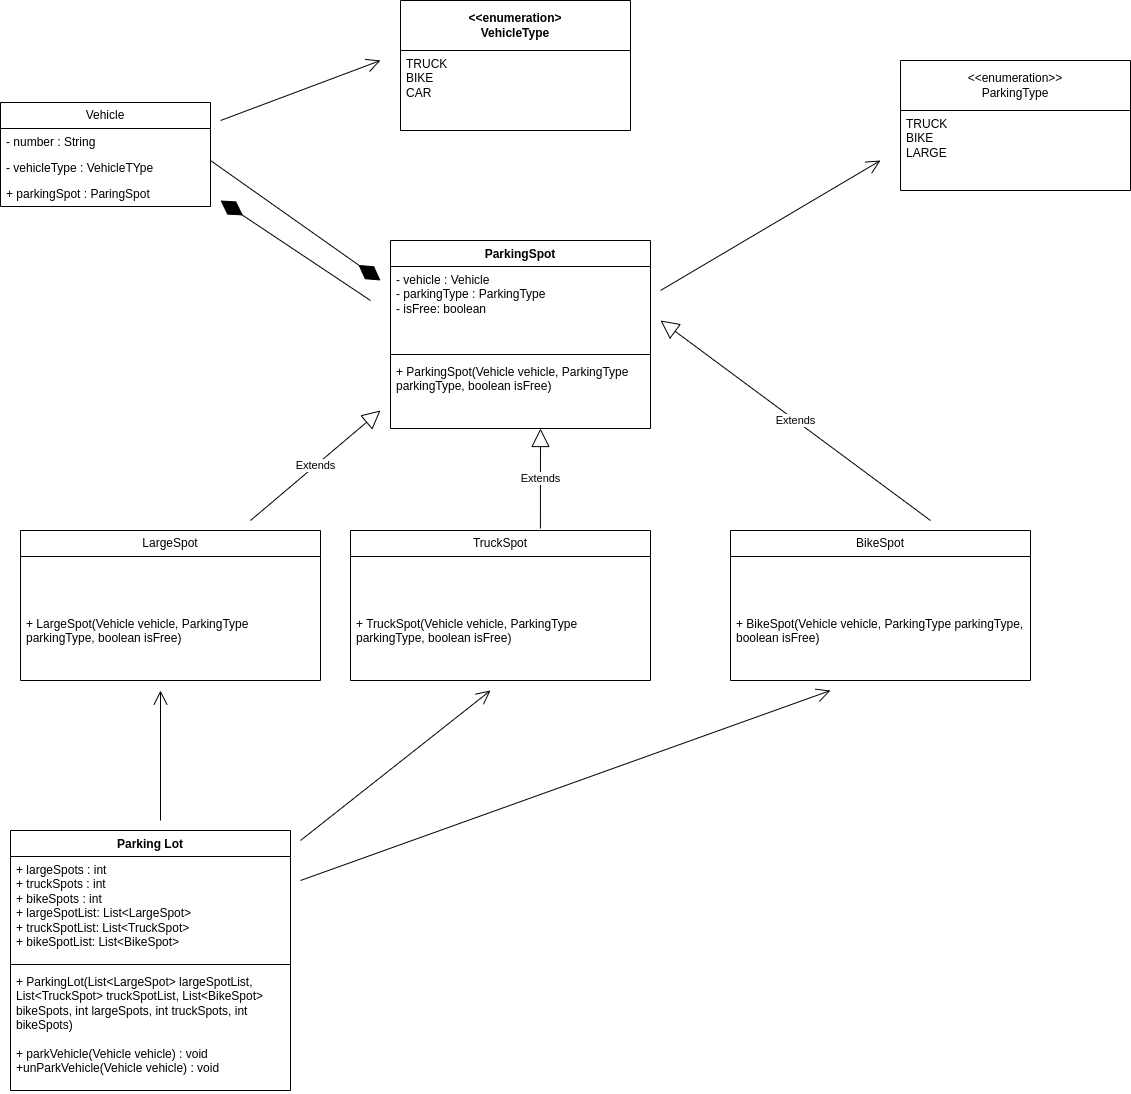 <<enumeration>
VehicleType
TRUCK
BIKE
CAR
<<enumeration>>
ParkingType
TRUCK
BIKE
LARGE
Vehicle
- number : String
- vehicleType : VehicleTYpe
+ parkingSpot : ParingSpot
ParkingSpot
- vehicle : Vehicle
- parkingType : ParkingType
- isFree: boolean
+ ParkingSpot(Vehicle vehicle, ParkingType
parkingType, boolean isFree)
Extends
Extends
Extends
LargeSpot
+ LargeSpot(Vehicle vehicle, ParkingType
parkingType, boolean isFree)
TruckSpot
+ TruckSpot(Vehicle vehicle, ParkingType
parkingType, boolean isFree)
BikeSpot
+ BikeSpot(Vehicle vehicle, ParkingType parkingType,
boolean isFree)
Parking Lot
+ largeSpots : int
+ truckSpots : int
+ bikeSpots : int
+ largeSpotList: List<LargeSpot>
+ truckSpotList: List<TruckSpot>
+ bikeSpotList: List<BikeSpot>
+ ParkingLot(List<LargeSpot> largeSpotList,
List<TruckSpot> truckSpotList, List<BikeSpot>
bikeSpots, int largeSpots, int truckSpots, int
bikeSpots)
+ parkVehicle(Vehicle vehicle) : void
+unParkVehicle(Vehicle vehicle) : void